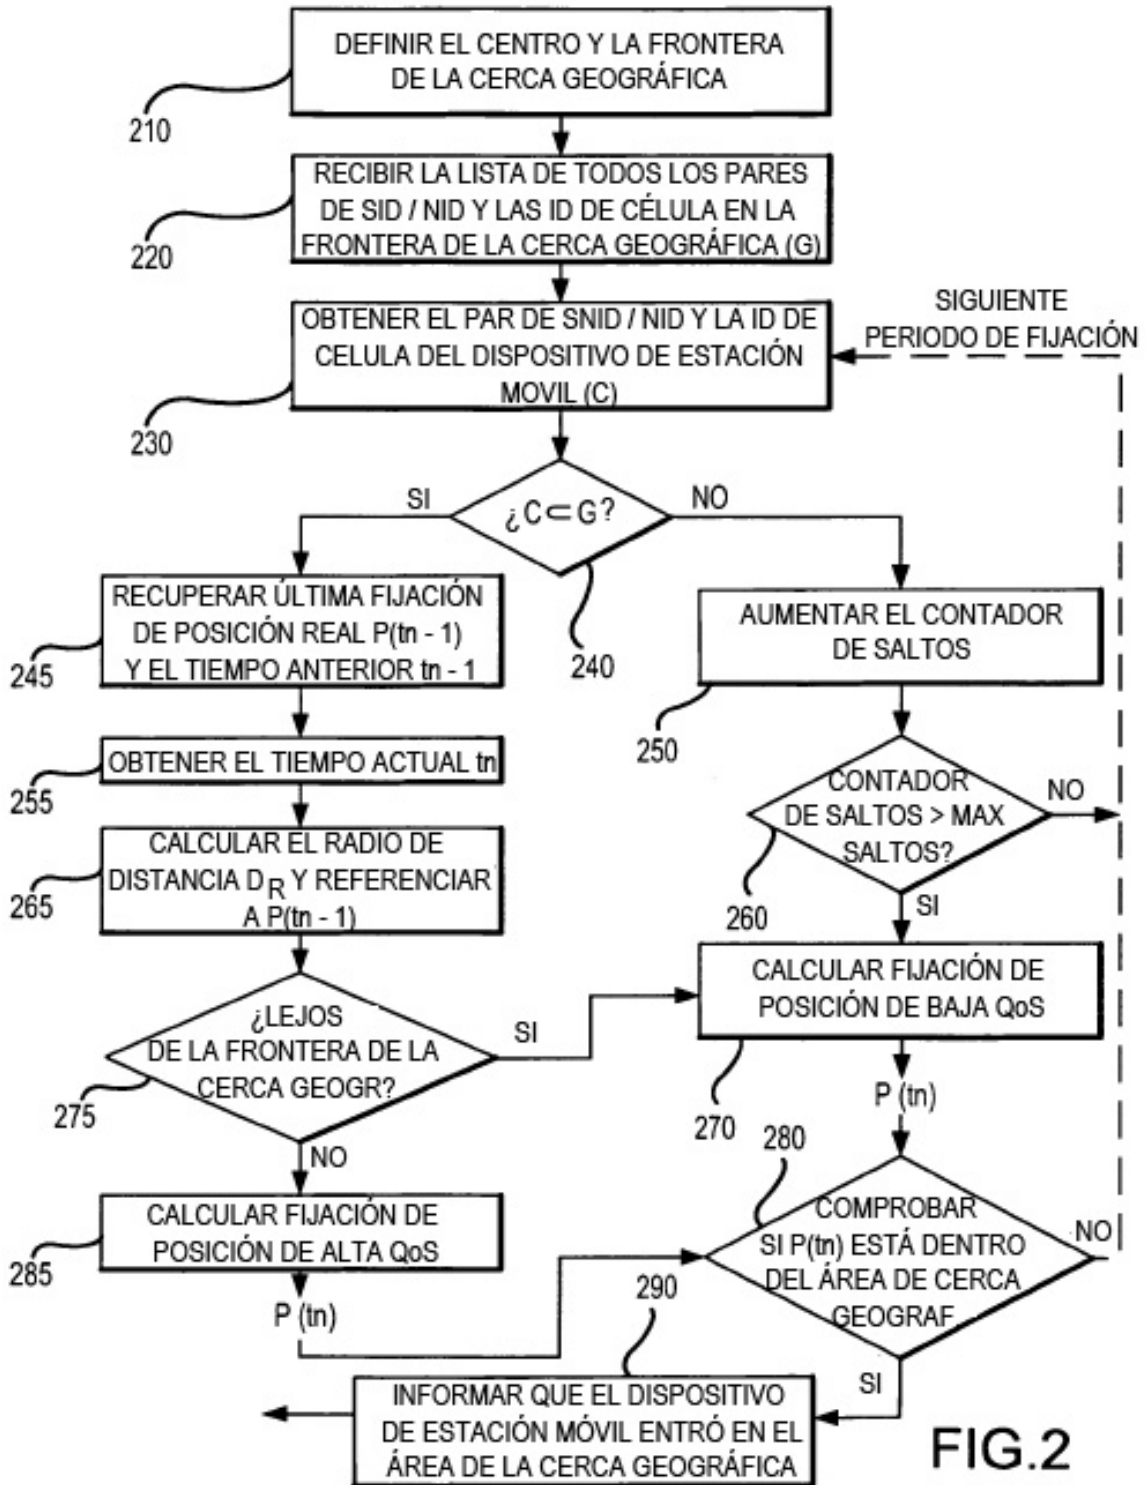 DEFINIR EL CENTRO Y LA FRONTERA
DE LA CERCA GEOGRÁFICA
210
RECIBIR LA LISTA DE TODOS LOS PARES
DE SID / NID Y LAS ID DE CÉLULA EN LA
FRONTERA DE LA CERCA GEOGRÁFICA (G)
220
SIGUIENTE
PERIODO DE FIJACIÓN
OBTENER EL PAR DE SNID / NID Y LA ID DE
CELULA DEL DISPOSITIVO DE ESTACIÓN
MOVIL (C)
230
SI
¿C⊂G?
NO
240
RECUPERAR ÚLTIMA FIJACIÓN
DE POSICIÓN REAL P(tn - 1)
Y EL TIEMPO ANTERIOR tn - 1
245
AUMENTAR EL CONTADOR
DE SALTOS
250
OBTENER EL TIEMPO ACTUAL tn
255
CONTADOR
DE SALTOS > MAX
SALTOS?
NO
260
SI
CALCULAR EL RADIO DE
DISTANCIA DR Y REFERENCIAR
A P(tn - 1)
265
CALCULAR FIJACIÓN DE
POSICIÓN DE BAJA QoS
270
P (tn)
¿LEJOS
DE LA FRONTERA DE LA
CERCA GEOGR?
SI
275
NO
280
COMPROBAR
SI P(tn) ESTÁ DENTRO
DEL ÁREA DE CERCA
GEOGRAF
NO
SI
CALCULAR FIJACIÓN DE
POSICIÓN DE ALTA QoS
285
P (tn)
290
INFORMAR QUE EL DISPOSITIVO
DE ESTACIÓN MÓVIL ENTRÓ EN EL
ÁREA DE LA CERCA GEOGRÁFICA
FIG.2